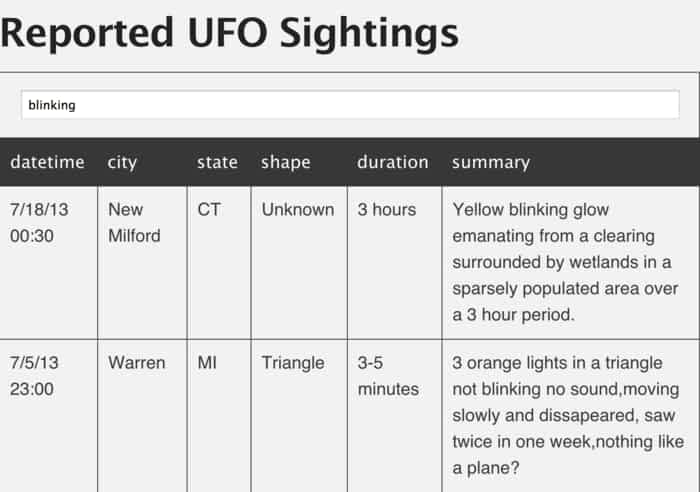 Reported UFO Sightings
blinking
datetime city state shape duration summary
7/18/13 New CT Unknown 3 hours Yellow blinking glow
00:30 Milford emanating from a clearing
surrounded by wetlands in a
sparsely populated area over
a 3 hour period.
7/5/13 Warren MI Triangle 3-5 3 orange lights in a triangle
23:00 minutes not blinking no sound,moving
slowly and dissapeared, saw
twice in one week,nothing like
a plane?